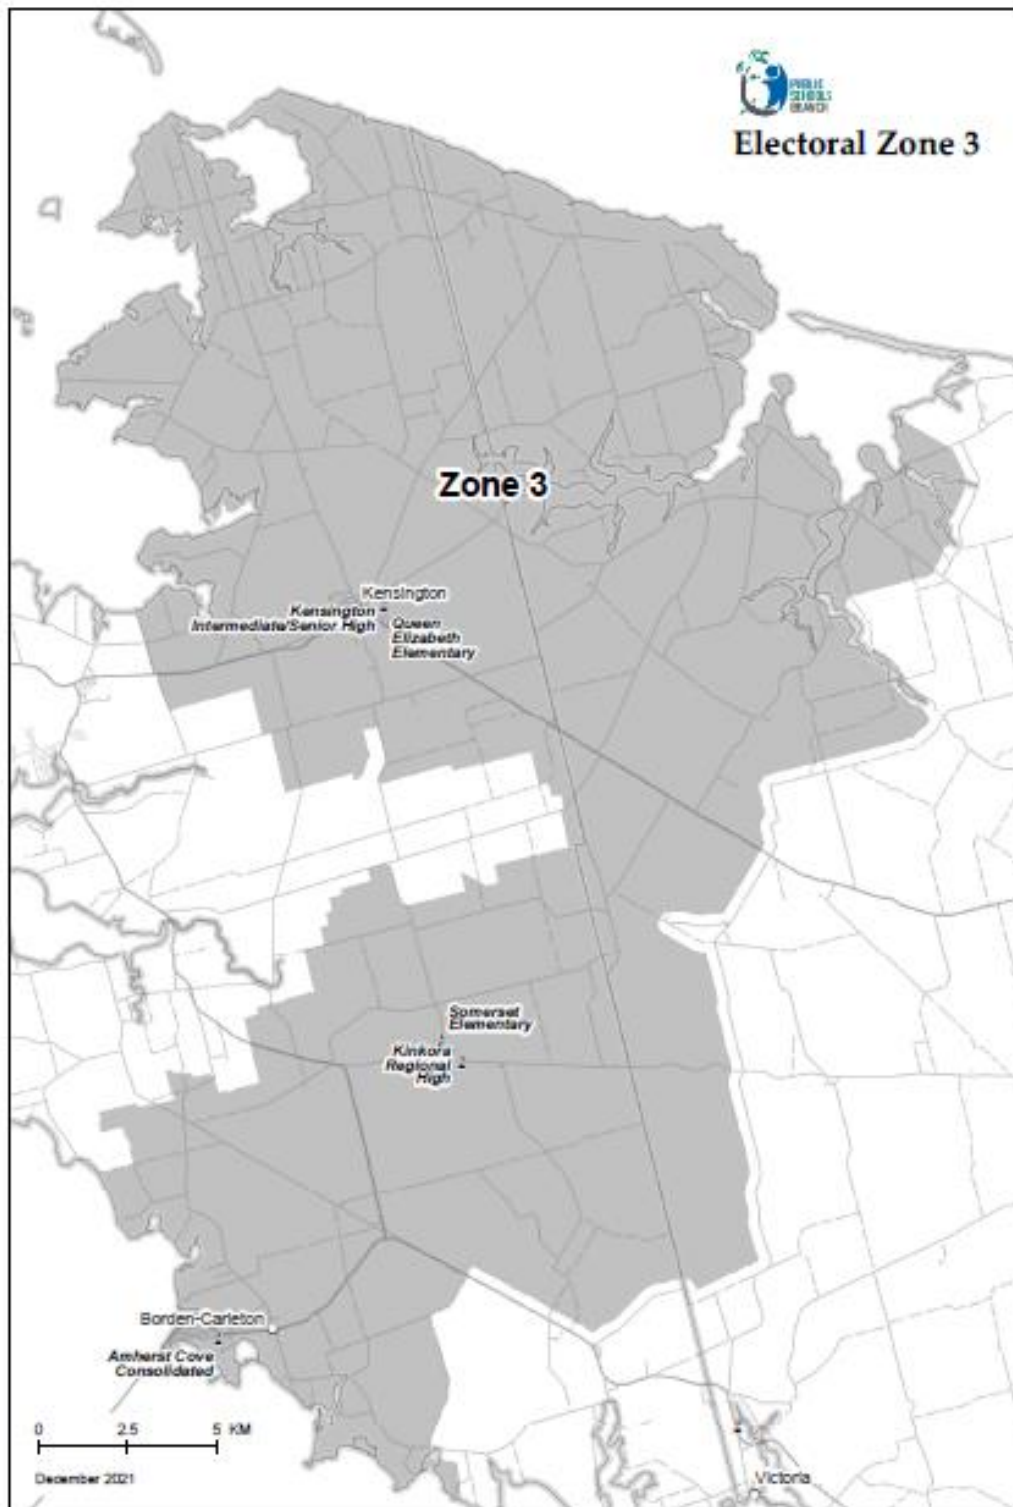 PUBLIC
SCHOOLS
BRANCH
Electoral Zone 3
Zone 3
Kensington
Kensington
Intermediate/Senior High
Queen
Elizabeth
Elementary
Somerset
Elementary
Kinkora
Regional
High
Borden-Carleton
Amherst Cove
Consolidated
0 2.5 5 KM
December 2021
Victoria